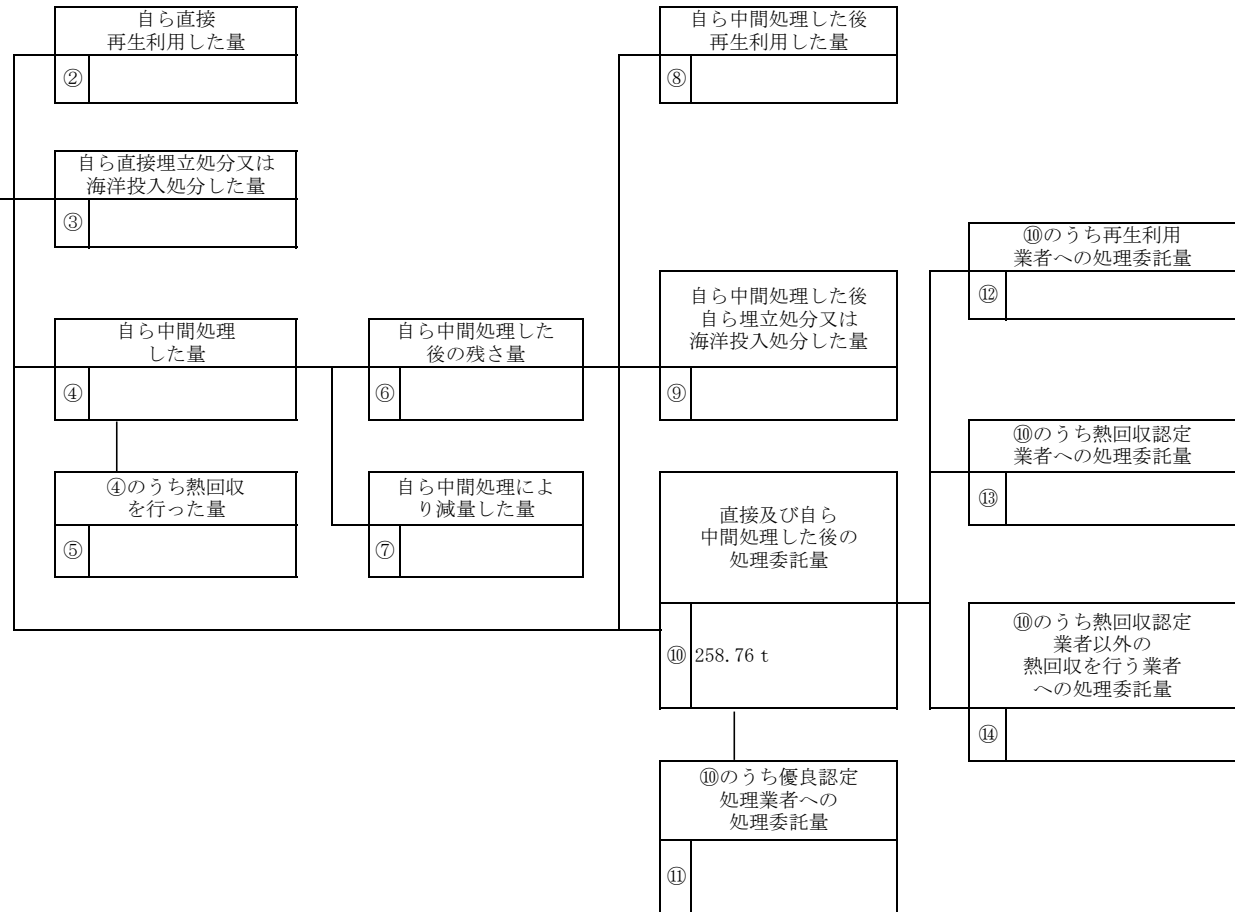 自ら直接
再生利用した量
②
自ら中間処理した後
再生利用した量
⑧
自ら直接埋立処分又は
海洋投入処分した量
③
⑩のうち再生利用
業者への処理委託量
⑫
自ら中間処理
した量
④
自ら中間処理した
後の残さ量
⑥
自ら中間処理した後
自ら埋立処分又は
海洋投入処分した量
⑨
⑩のうち熱回収認定
業者への処理委託量
⑬
④のうち熱回収
を行った量
⑤
自ら中間処理によ
り減量した量
⑦
直接及び自ら
中間処理した後の
処理委託量
⑩ 258.76 t
⑩のうち熱回収認定
業者以外の
熱回収を行う業者
への処理委託量
⑭
⑩のうち優良認定
処理業者への
処理委託量
⑪